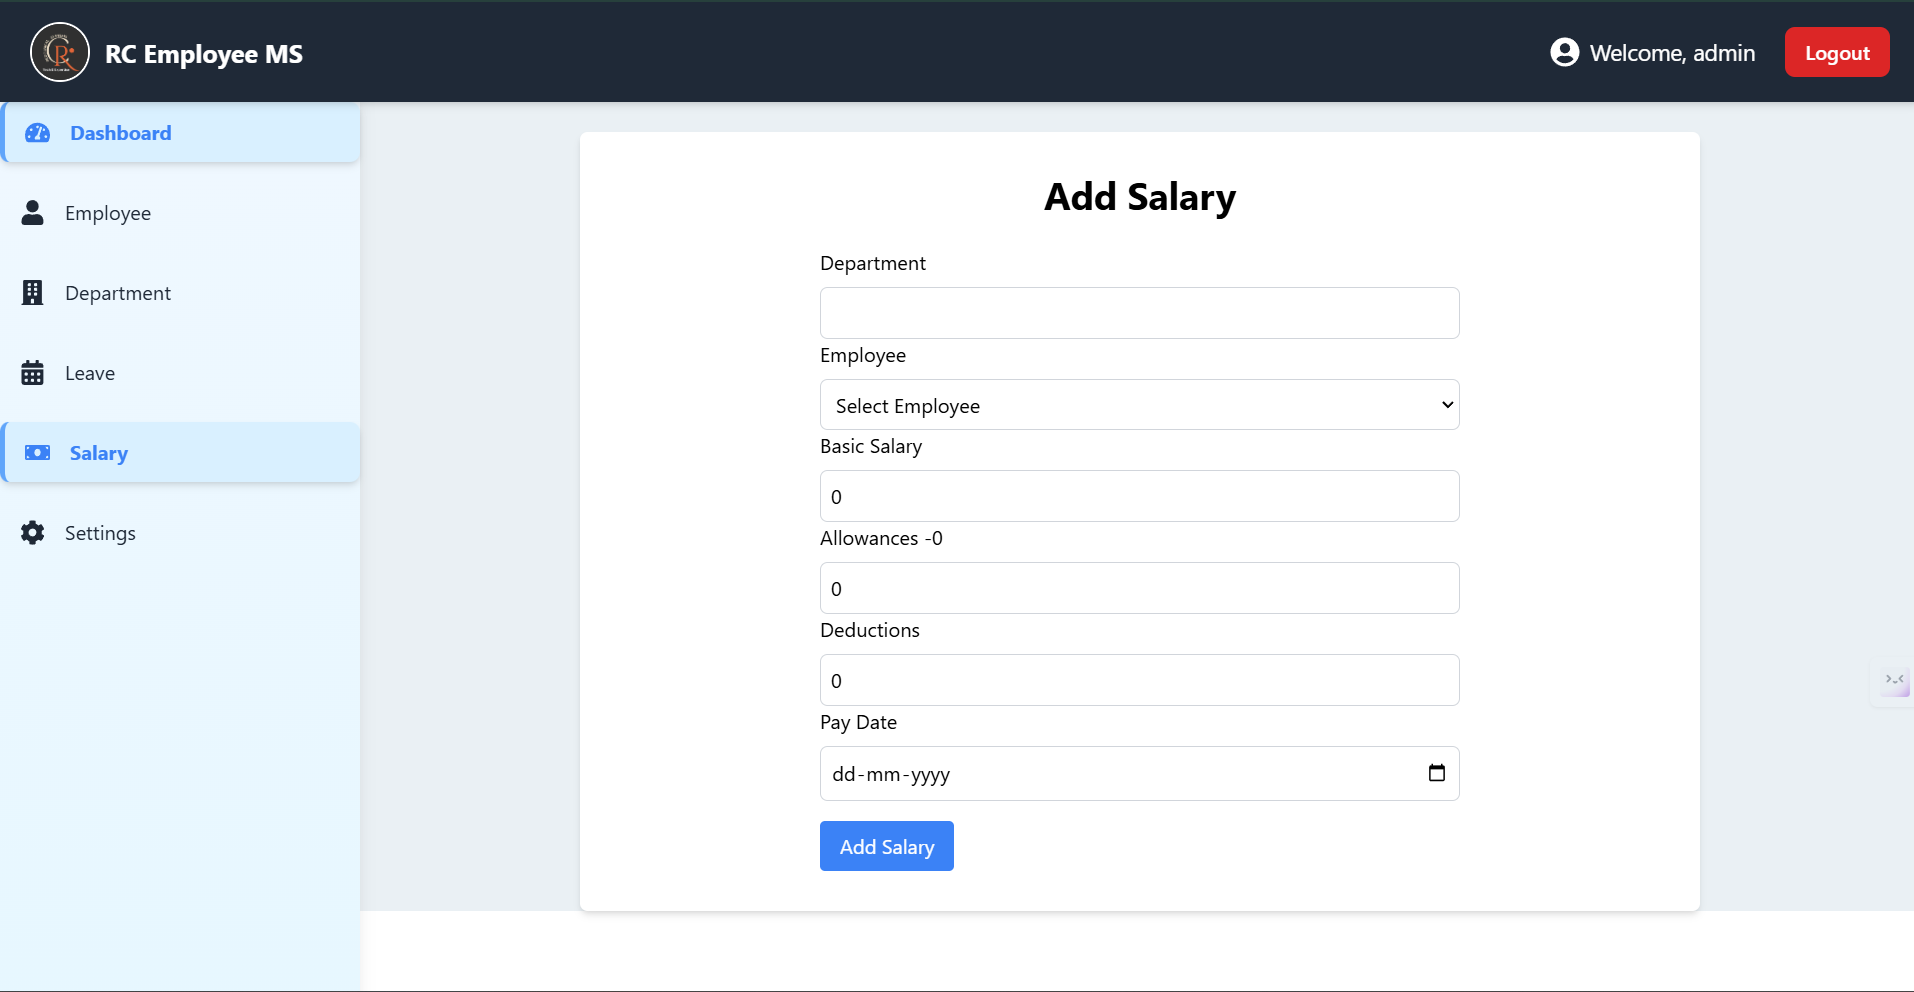 RC Employee MS
Welcome, admin
Logout
Dashboard
Employee
Department
Leave
Salary
Settings
Add Salary
Department
Employee
Select Employee
Basic Salary
0
Allowances -0
0
Deductions
0
Pay Date
dd-mm-yyyy
Add Salary